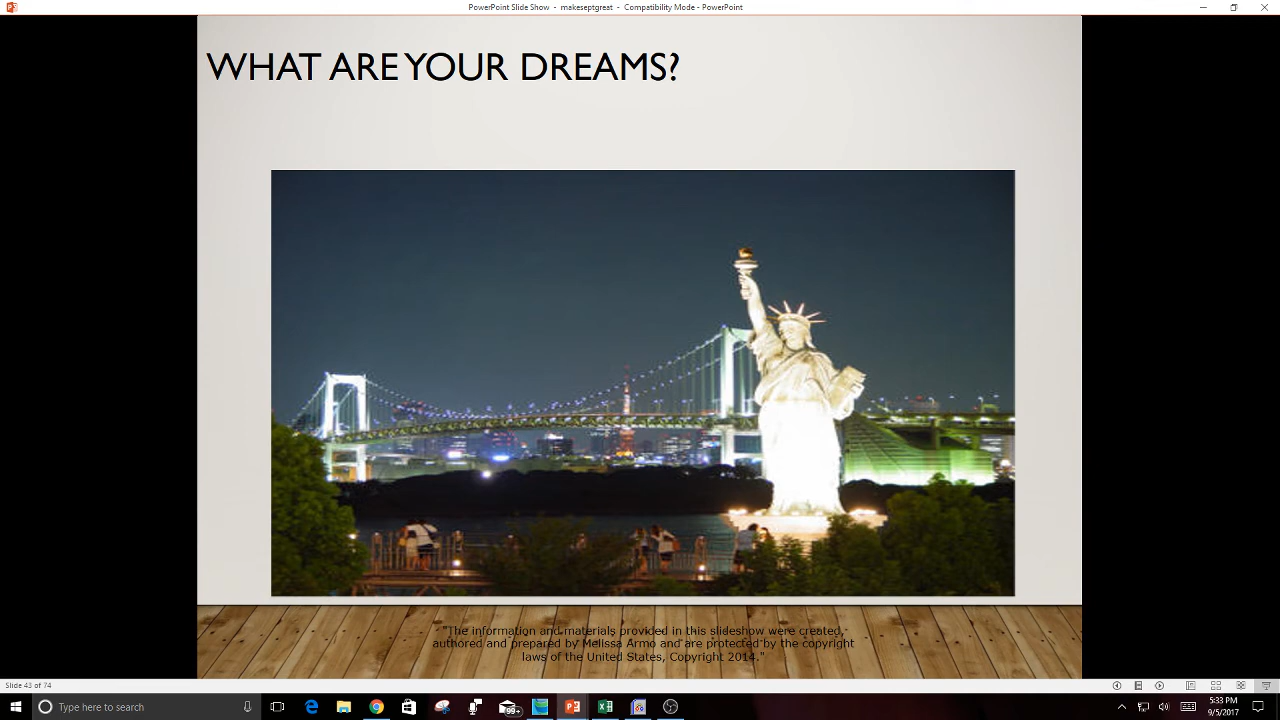 PowerPoint Slide Show - makeseptgreat - Compatibility Mode - PowerPoint
WHAT ARE YOUR DREAMS?
"The information and materials provided in this slideshow were created,
authored and prepared by Melissa Armo and are protected by the copyright
laws of the United States, Copyright 2014."
Slide 43 of 74
Type here to search
99+
5:33 PM
9/5/2017